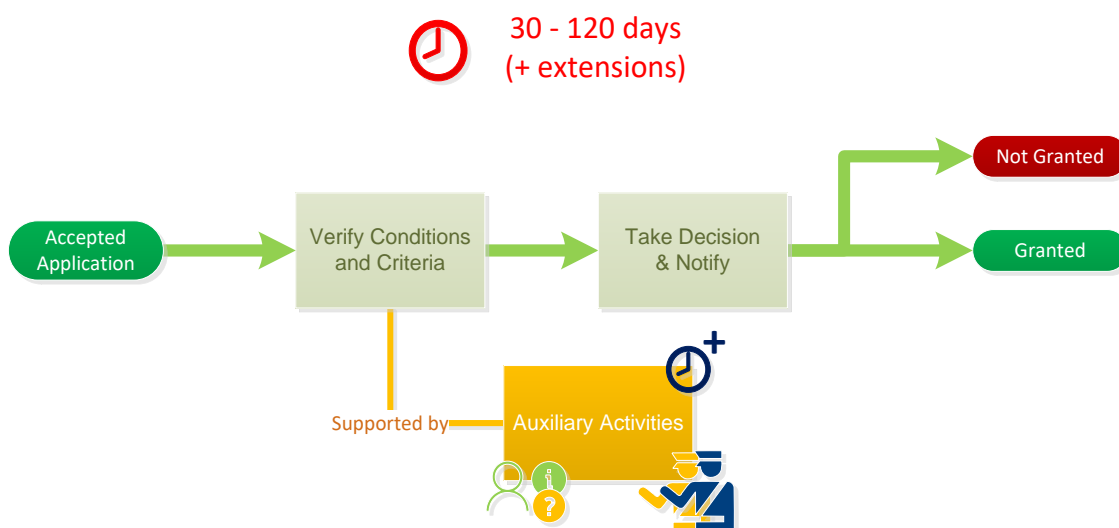 30 - 120 days
(+ extensions)
Not Granted
Accepted
Application
Verify Conditions
and Criteria
Take Decision
& Notify
Granted
Supported by
Auxiliary Activities
i
?